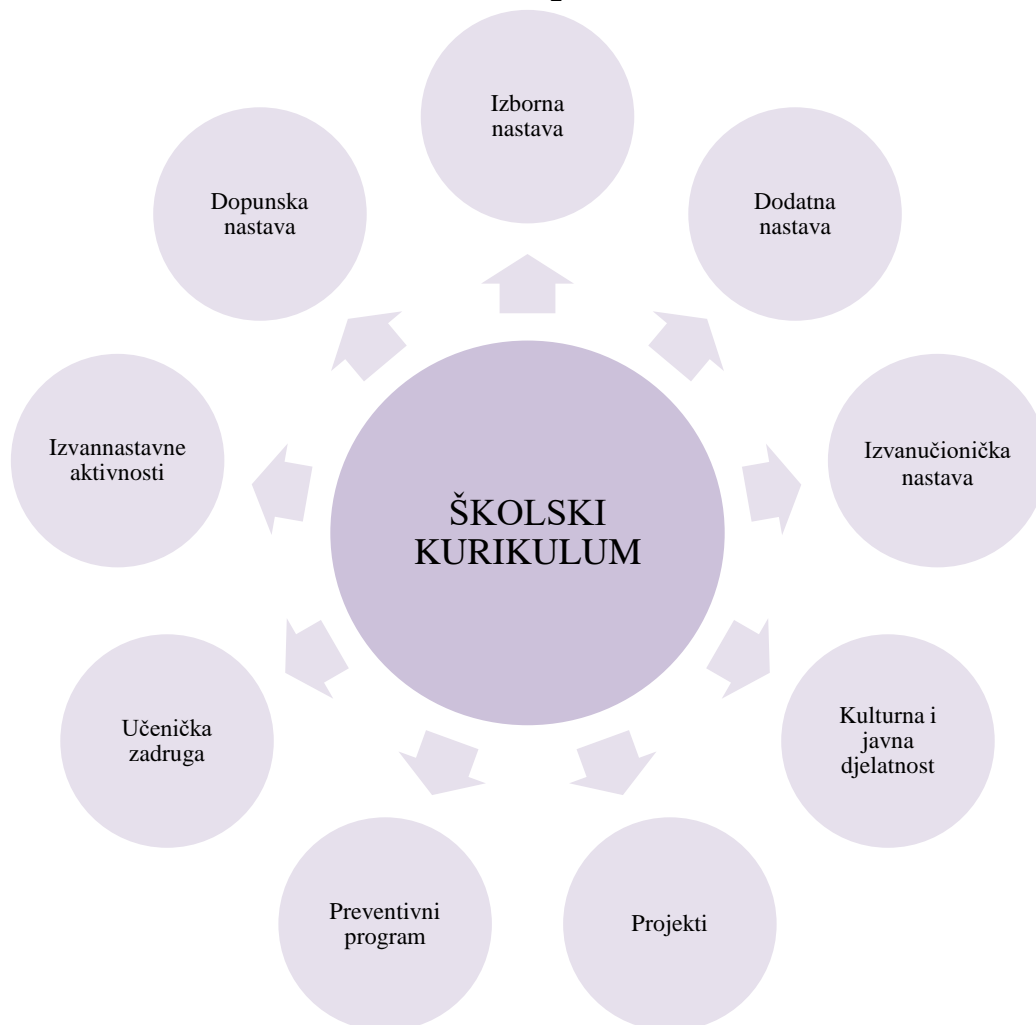 Izborna
nastava
Dodatna
nastava
Izvanučionička
nastava
Kulturna i
javna
djelatnost
Projekti
Preventivni
program
Učenička
zadruga
Izvannastavne
aktivnosti
Dopunska
nastava
ŠKOLSKI
KURIKULUM